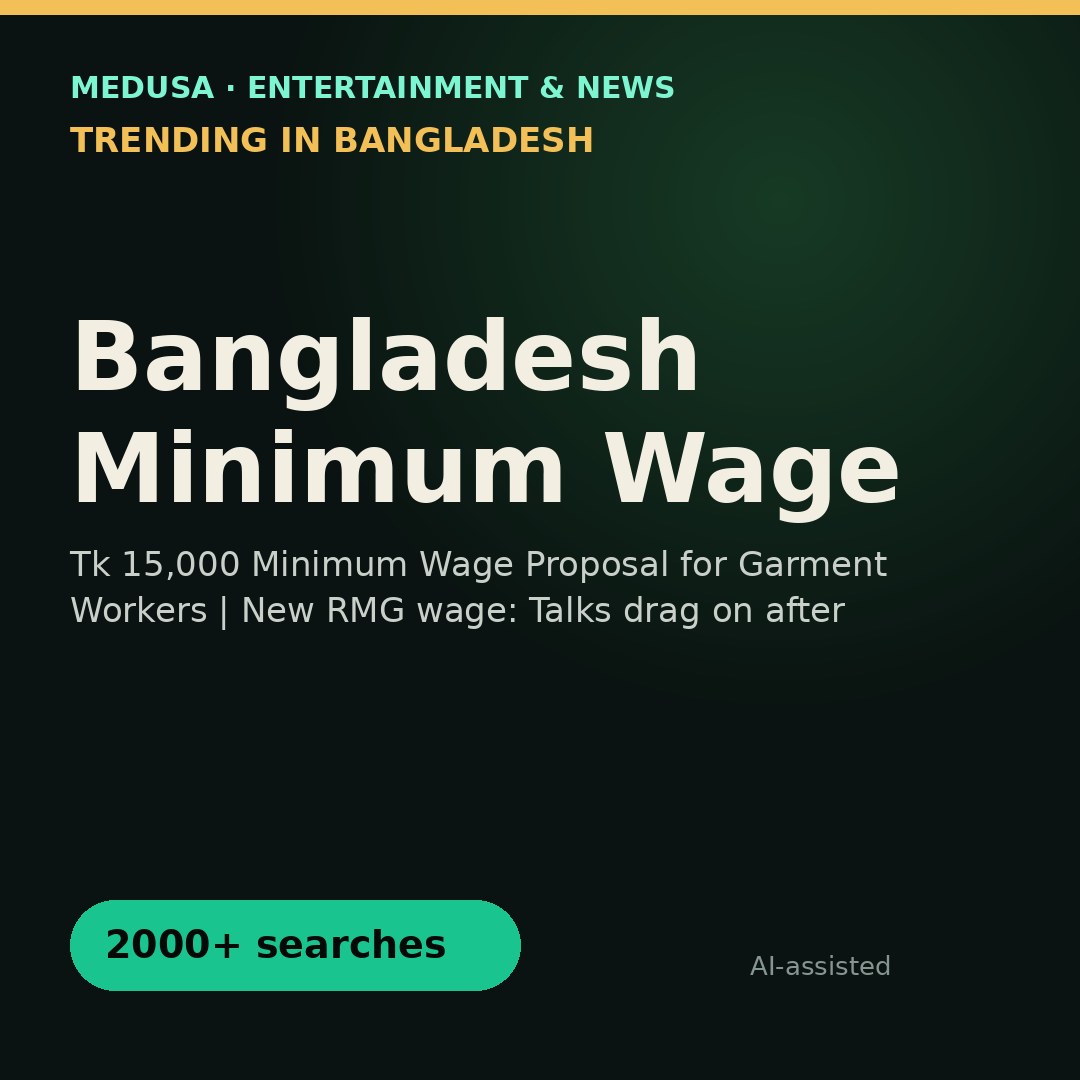 MEDUSA · ENTERTAINMENT & NEWS
TRENDING IN BANGLADESH
Bangladesh
Minimum Wage
Tk 15,000 Minimum Wage Proposal for Garment
Workers | New RMG wage: Talks drag on after
2000+ searches
AI-assisted